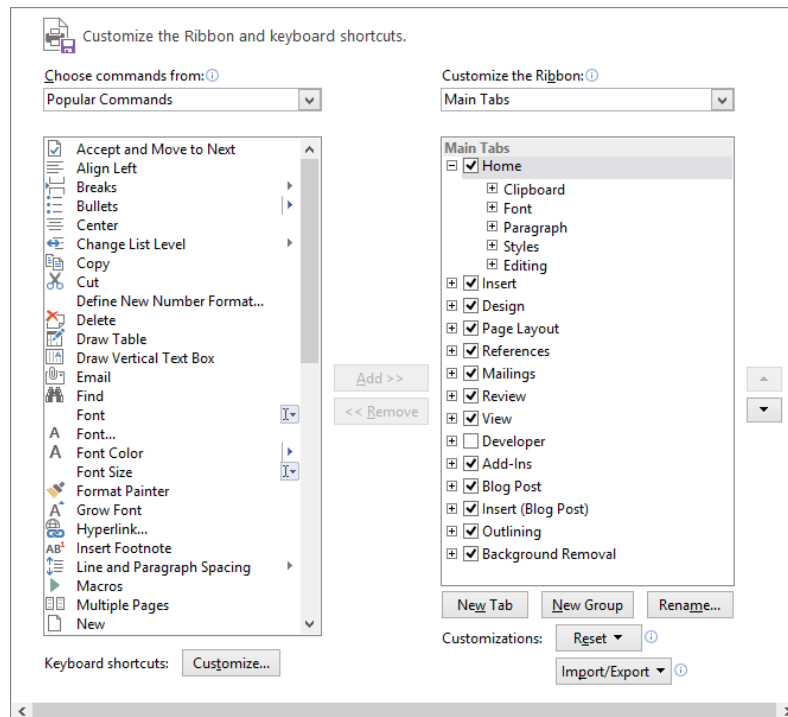 Customize the Ribbon and keyboard shortcuts.
Choose commands from:
Popular Commands
Accept and Move to Next
Align Left
Breaks
Bullets
Center
Change List Level
Copy
Cut
Define New Number Format...
Delete
Draw Table
Draw Vertical Text Box
Email
Find
Font
Font...
Font Color
Font Size
Format Painter
Grow Font
Hyperlink...
Insert Footnote
Line and Paragraph Spacing
Macros
Multiple Pages
New
Keyboard shortcuts: Customize...
Add >>
<< Remove
Customize the Ribbon:
Main Tabs
Main Tabs
Home
Clipboard
Font
Paragraph
Styles
Editing
Insert
Design
Page Layout
References
Mailings
Review
View
Developer
Add-Ins
Blog Post
Insert (Blog Post)
Outlining
Background Removal
New Tab New Group Rename...
Customizations: Reset
Import/Export